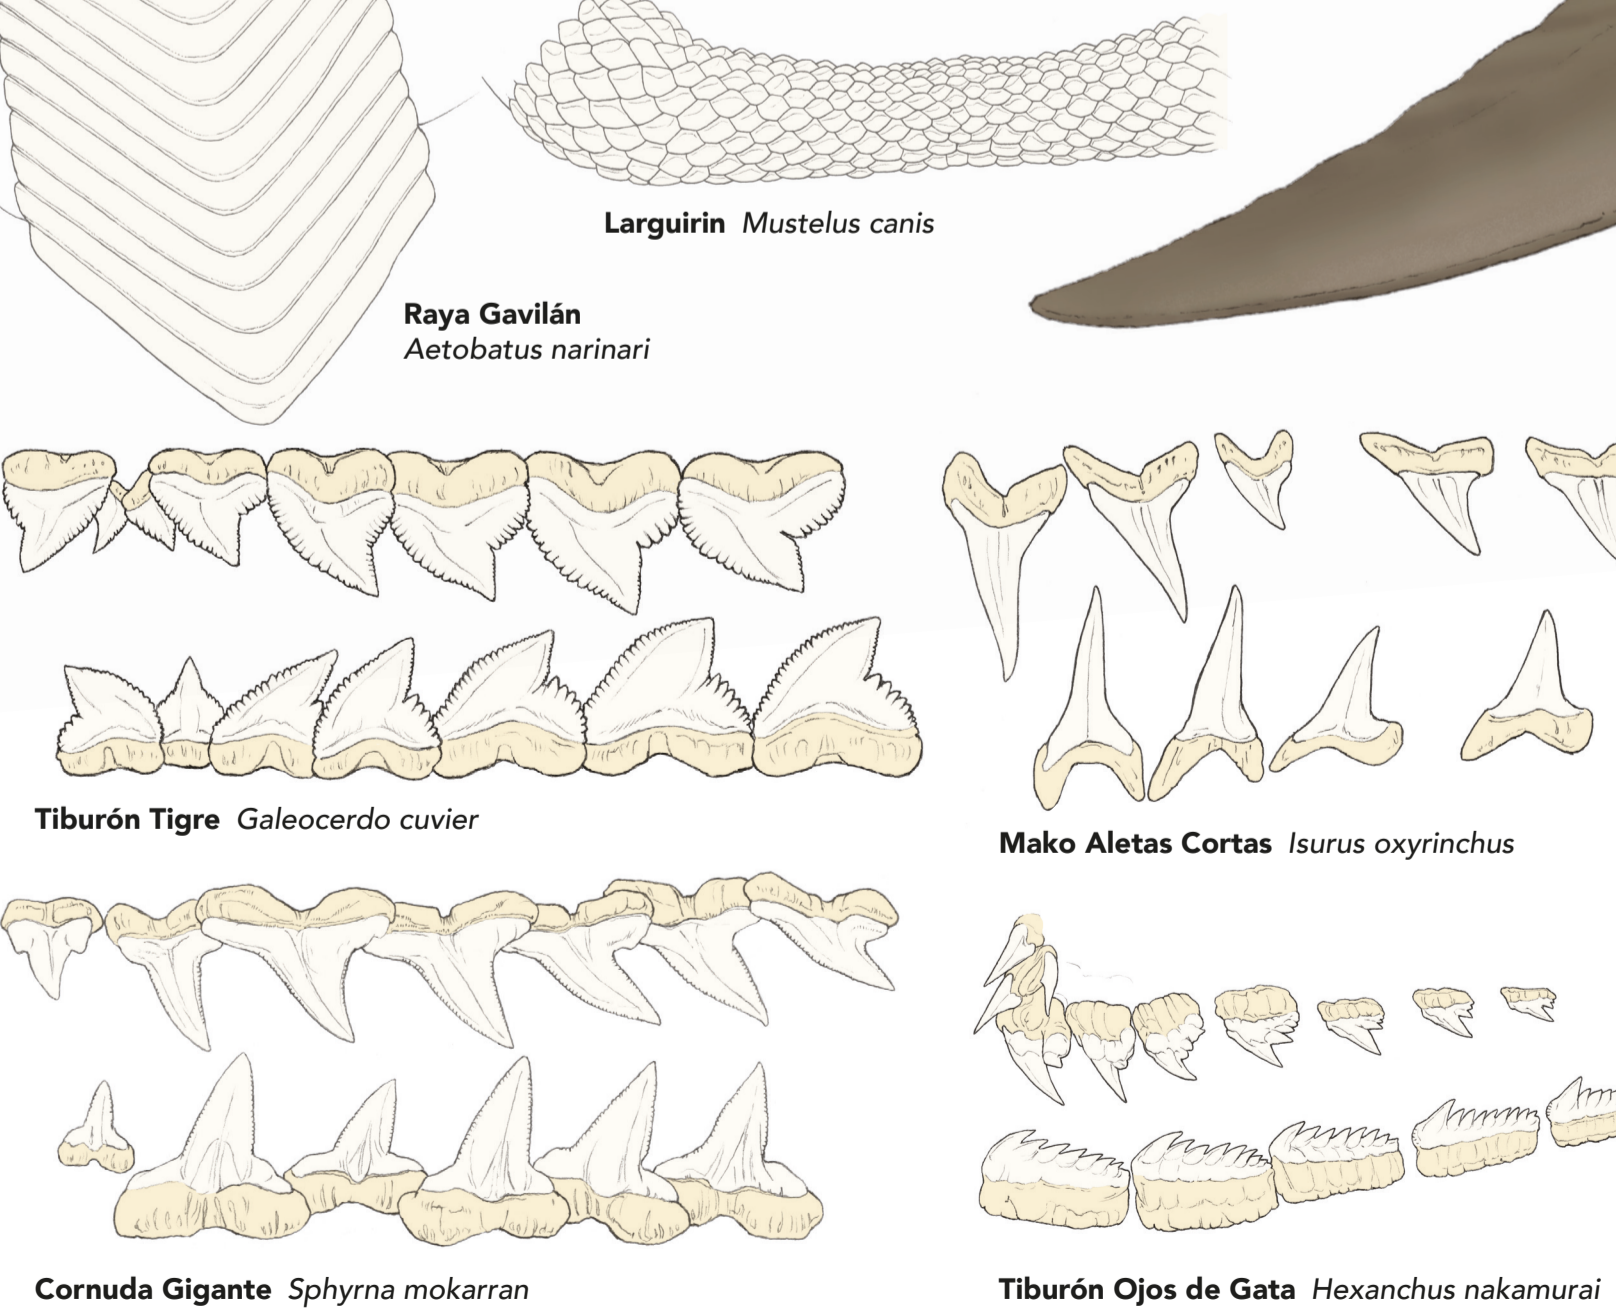 Larguirin Mustelus canis
Raya Gavilán
Aetobatus narinari
Tiburón Tigre Galeocerdo cuvier
Mako Aletas Cortas Isurus oxyrinchus
Cornuda Gigante Sphyrna mokarran
Tiburón Ojos de Gata Hexanchus nakamurai